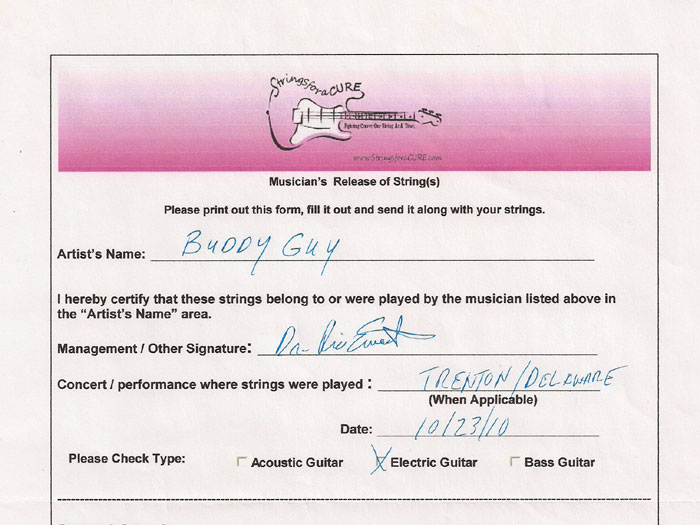 StringsforaCURE
Fighting Cancer One String At A Time.
www.StringsforaCURE.com
Musician's Release of String(s)
Please print out this form, fill it out and send it along with your strings.
Artist's Name: BUDDY GUY
I hereby certify that these strings belong to or were played by the musician listed above in
the "Artist's Name" area.
Management / Other Signature:
Concert / performance where strings were played : TRENTON/DELAWARE
(When Applicable)
Date: 10/23/10
Please Check Type: Acoustic Guitar Electric Guitar Bass Guitar